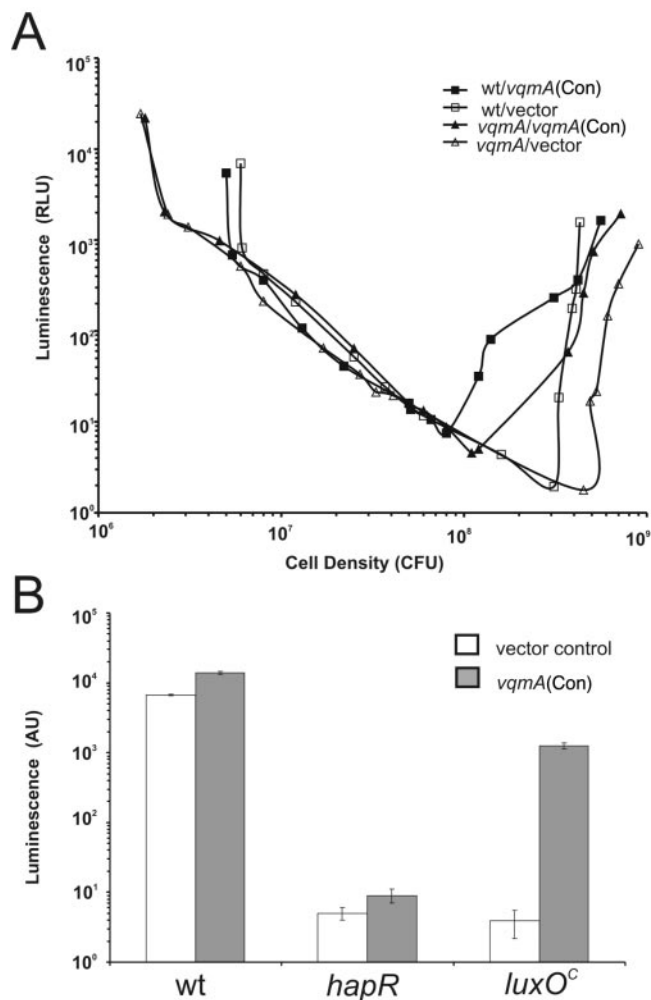 A
10^5
10^4
10^3
10^2
10^1
10^0
Luminescence (RLU)
wt/vqmA(Con)
wt/vector
vqmA/vqmA(Con)
vqmA/vector
10^6
10^7
10^8
10^9
Cell Density (CFU)
B
10^5
10^4
10^3
10^2
10^1
10^0
Luminescence (AU)
vector control
vqmA(Con)
wt
hapR
luxO^C